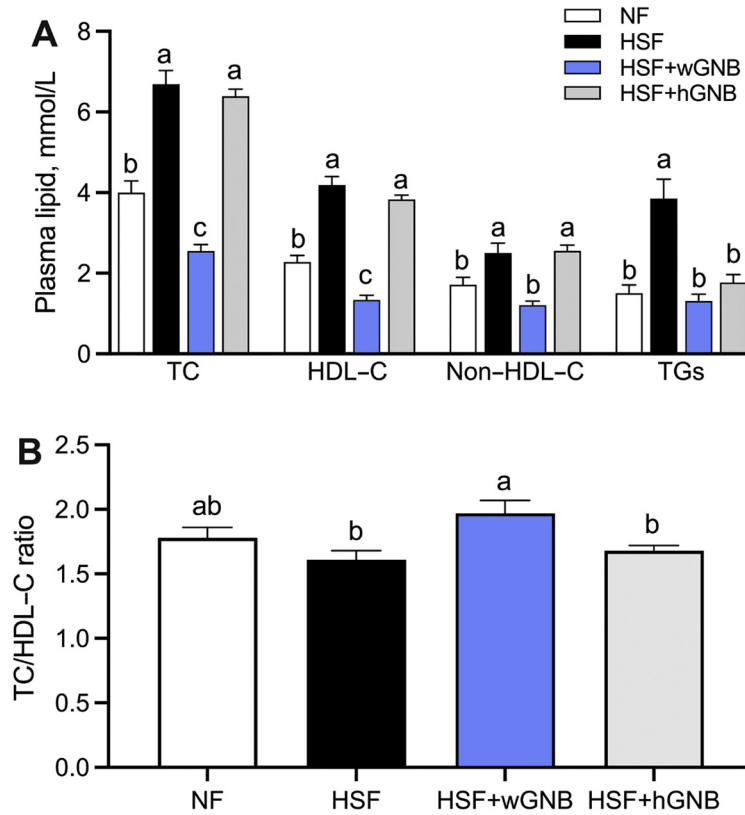 A
NF
HSF
HSF+wGNB
HSF+hGNB
Plasma lipid, mmol/L
8
6
4
2
0
b a c a
b a c a
b a b a
b a b b
TC HDL–C Non–HDL–C TGs
B
TC/HDL–C ratio
2.5
2.0
1.5
1.0
0.5
0.0
ab b a b
NF HSF HSF+wGNB HSF+hGNB